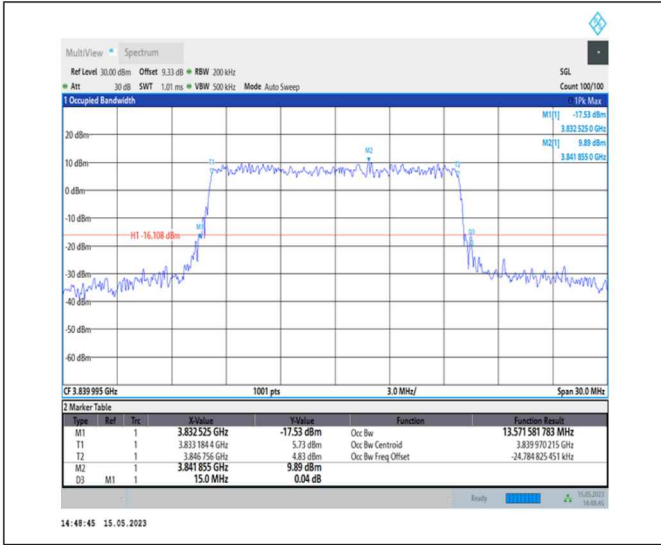 MultiView Spectrum
Ref Level 30.00 dBm Offset 9.33 dB RBW 200 kHz SGL
Att 30 dB SWT 1.01 ms VBW 500 kHz Mode Auto Sweep Count 100/100
1 Occupied Bandwidth 1Pk Max
M1[1] -17.53 dBm
3.832 525 0 GHz
M2[1] 9.89 dBm
3.841 855 0 GHz
20 dBm
M2
T1
T2
10 dBm
0 dBm
-10 dBm
M1
D3
H1 -16.108 dBm
-20 dBm
-30 dBm
-40 dBm
-50 dBm
-60 dBm
CF 3.839 995 GHz 1001 pts 3.0 MHz/ Span 30.0 MHz
2 Marker Table
Type Ref Trc X-Value Y-Value Function Function Result
M1 1 3.832 525 GHz -17.53 dBm Occ Bw 13.571 581 783 MHz
T1 1 3.833 184 4 GHz 5.73 dBm Occ Bw Centroid 3.839 970 215 GHz
T2 1 3.846 756 GHz 4.83 dBm Occ Bw Freq Offset -24.784 825 451 kHz
M2 1 3.841 855 GHz 9.89 dBm
D3 M1 1 15.0 MHz 0.04 dB
Ready 15.05.2023
14:48:45
14:48:45 15.05.2023